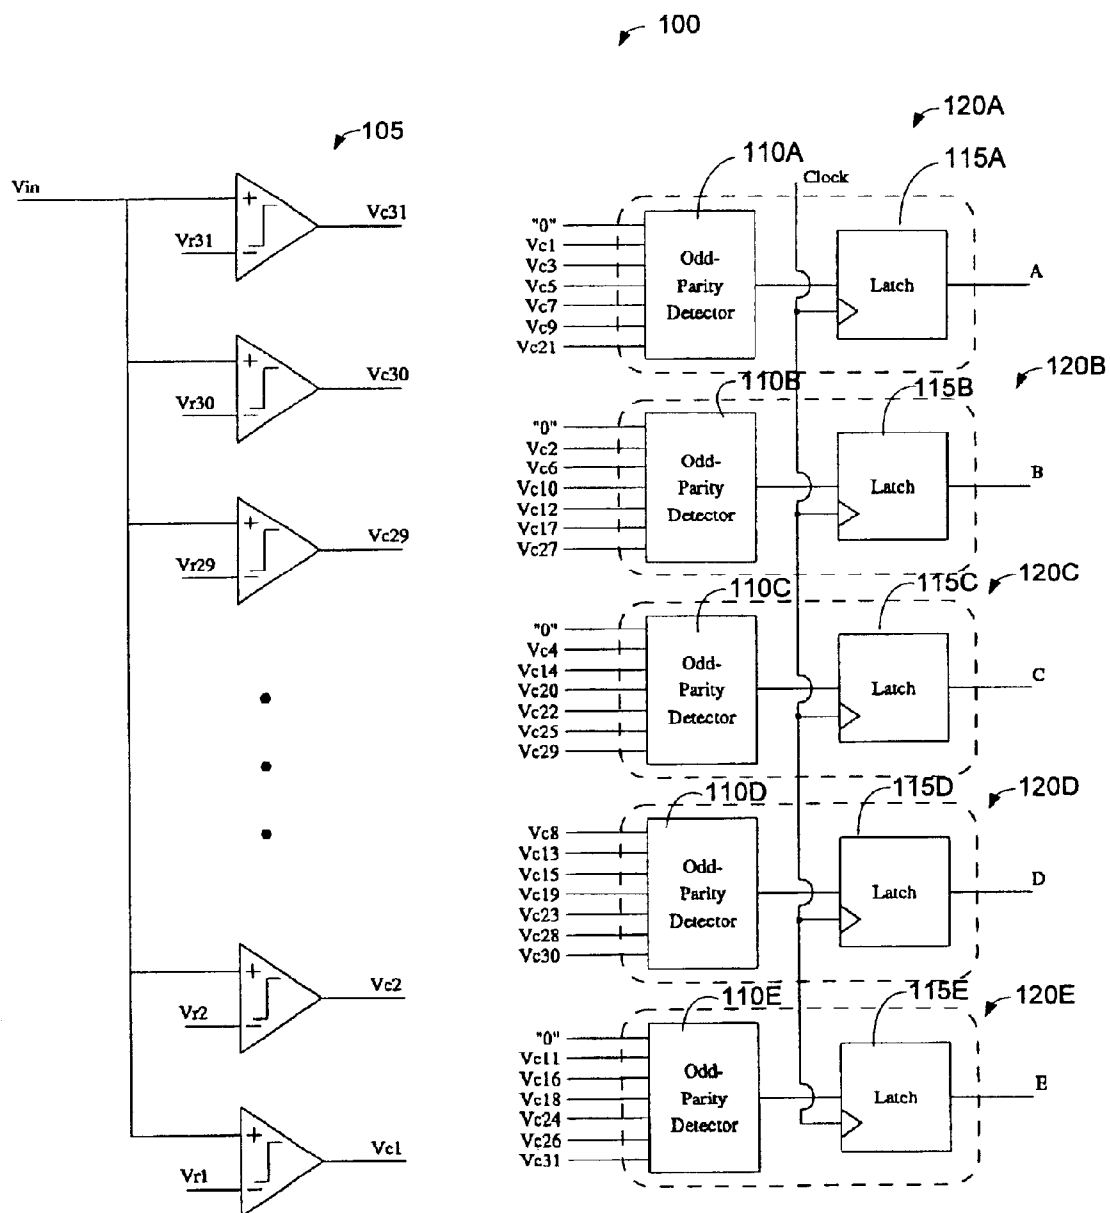 100
105
Vin
+
Vr31
Vc31
+
Vr30
Vc30
+
Vr29
Vc29
+
Vr2
Vc2
+
Vr1
Vc1
120A
110A
115A
Clock
"0"
Vc1
Vc3
Vc5
Vc7
Vc9
Vc21
Odd-
Parity
Detector
Latch
A
120B
110B
115B
"0"
Vc2
Vc6
Vc10
Vc12
Vc17
Vc27
Odd-
Parity
Detector
Latch
B
120C
110C
115C
"0"
Vc4
Vc14
Vc20
Vc22
Vc25
Vc29
Odd-
Parity
Detector
Latch
C
120D
110D
115D
Vc8
Vc13
Vc15
Vc19
Vc23
Vc28
Vc30
Odd-
Parity
Detector
Latch
D
120E
110E
115E
"0"
Vc11
Vc16
Vc18
Vc24
Vc26
Vc31
Odd-
Parity
Detector
Latch
E